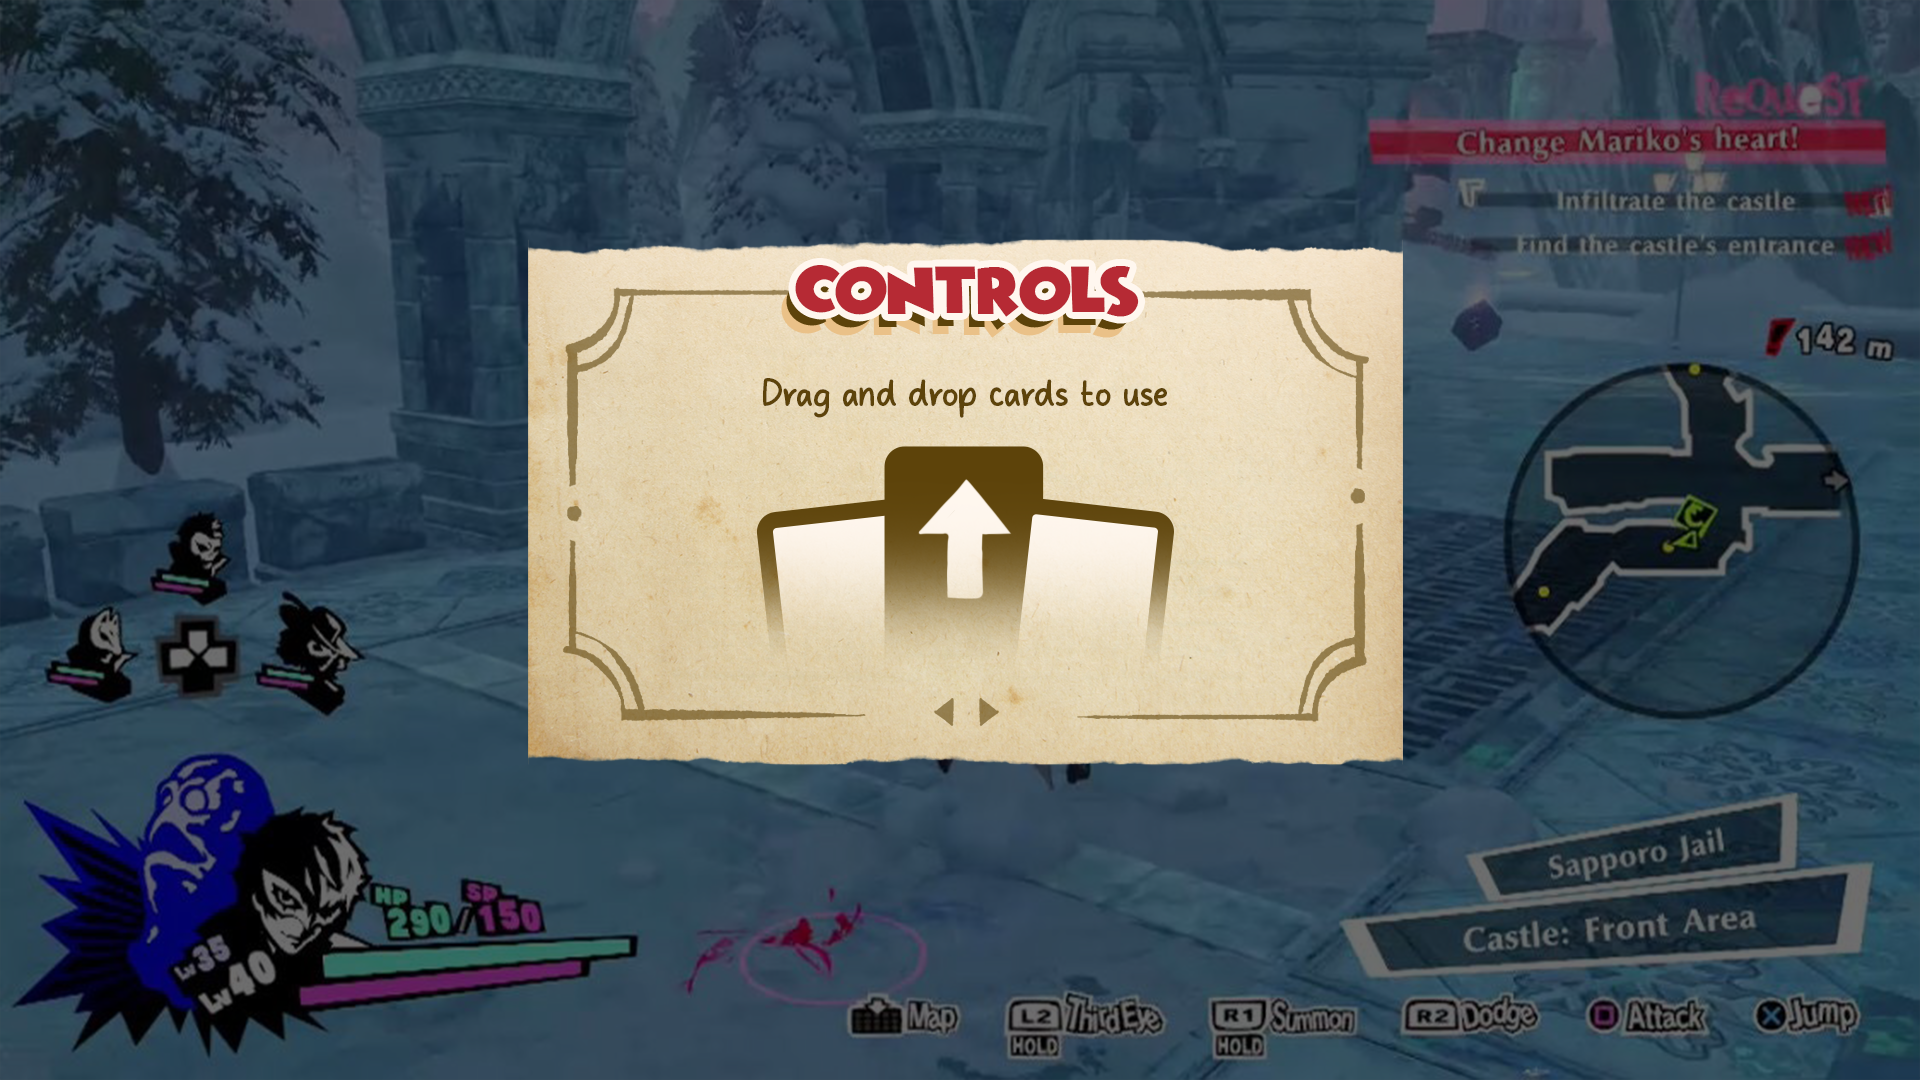 ReQueST
Change Mariko's heart!
Infiltrate the castle
NEW
Find the castle's entrance
NEW
CONTROLS
Drag and drop cards to use
142 m
HP
290/
SP
150
Lv35
Lv40
Sapporo Jail
Castle: Front Area
Map
L2 Third Eye
HOLD
R1 Summon
HOLD
R2 Dodge
Attack
Jump